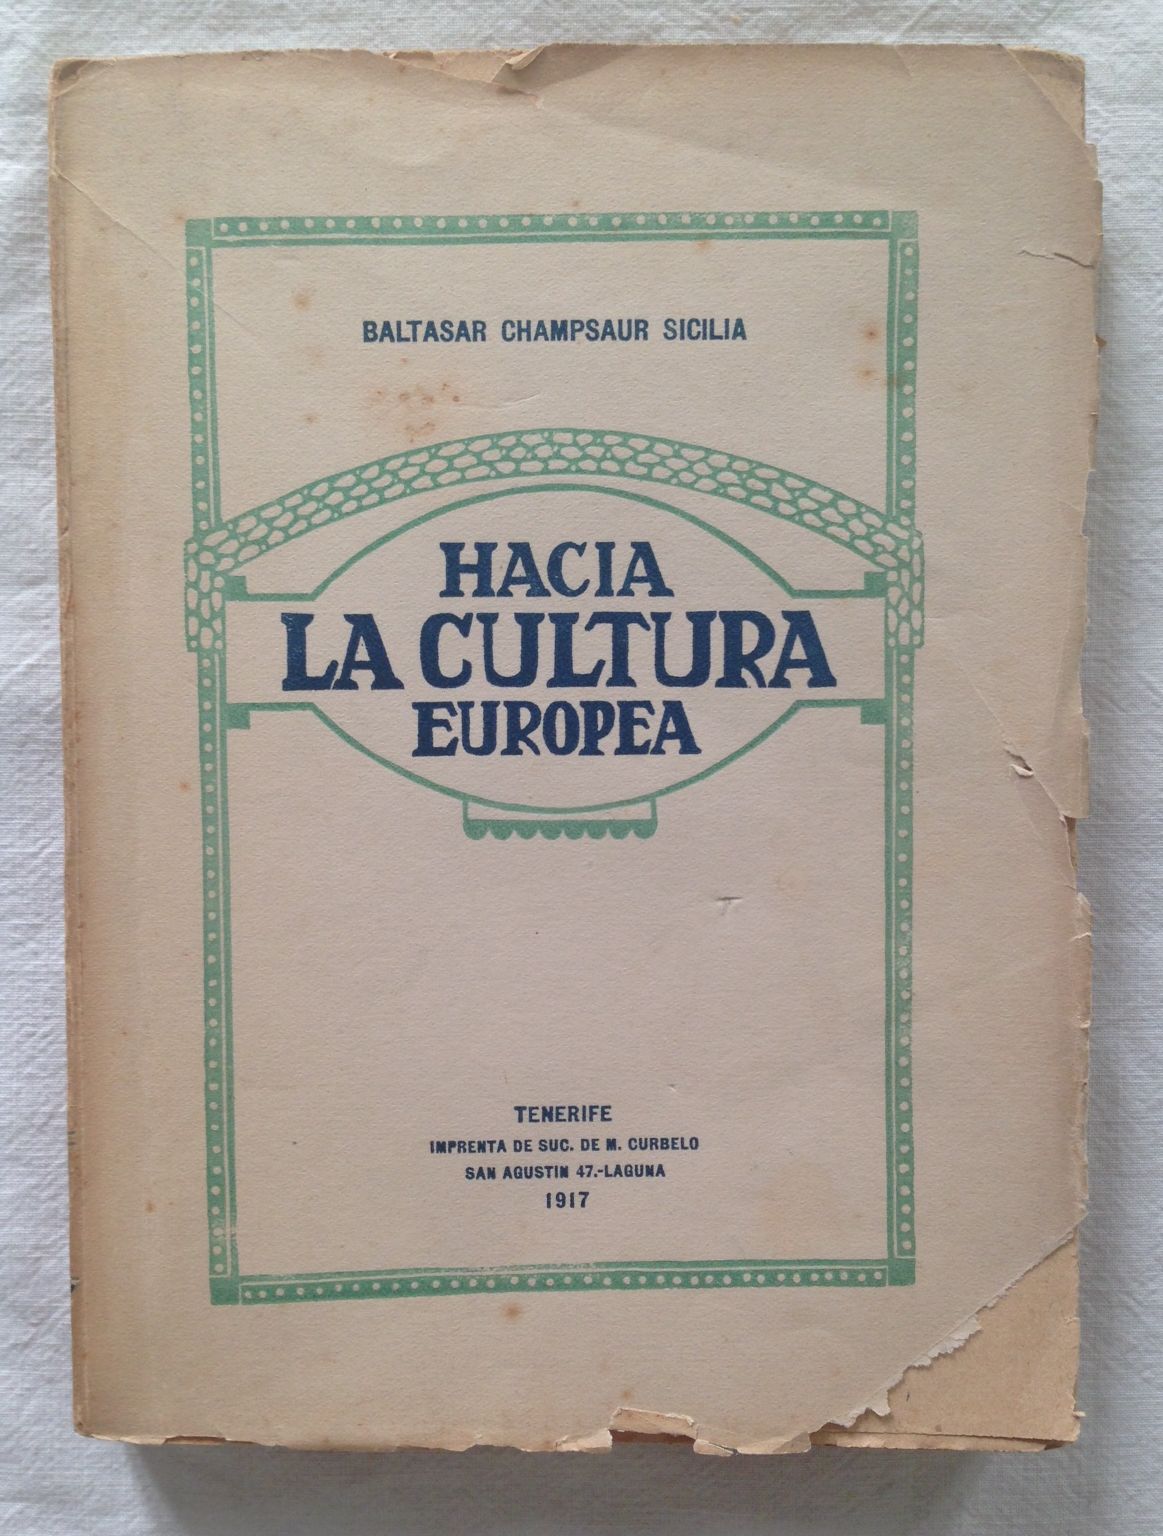 BALTASAR CHAMPSAUR SICILIA
HACIA
LA CULTURA
EUROPEA
TENERIFE
IMPRENTA DE SUC. DE M. CURBELO
SAN AGUSTIN 47.-LAGUNA
1917